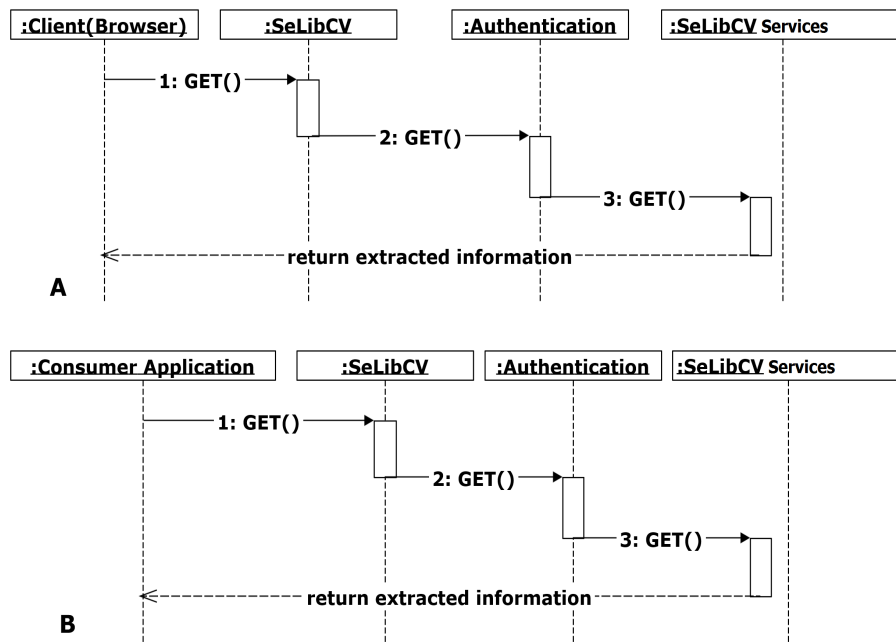 :Client(Browser) :SeLibCV :Authentication :SeLibCV Services
1: GET()
2: GET()
3: GET()
return extracted information
A
:Consumer Application :SeLibCV :Authentication :SeLibCV Services
1: GET()
2: GET()
3: GET()
return extracted information
B